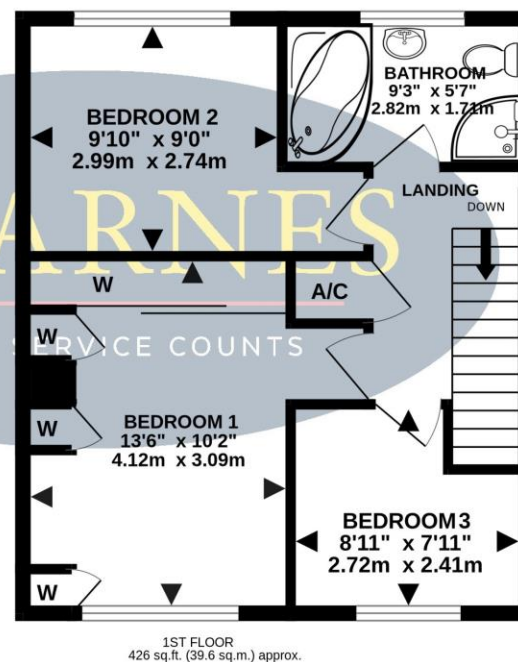 BEDROOM 2
9'10" x 9'0"
2.99m x 2.74m
BATHROOM
9'3" x 5'7"
2.82m x 1.71m
LANDING
DOWN
ARNES
W
A/C
SERVICE COUNTS
W
W
BEDROOM 1
13'6" x 10'2"
4.12m x 3.09m
BEDROOM3
8'11" x 7'11"
2.72m x 2.41m
W
1ST FLOOR
426 sq.ft. (39.6 sq.m.) approx.